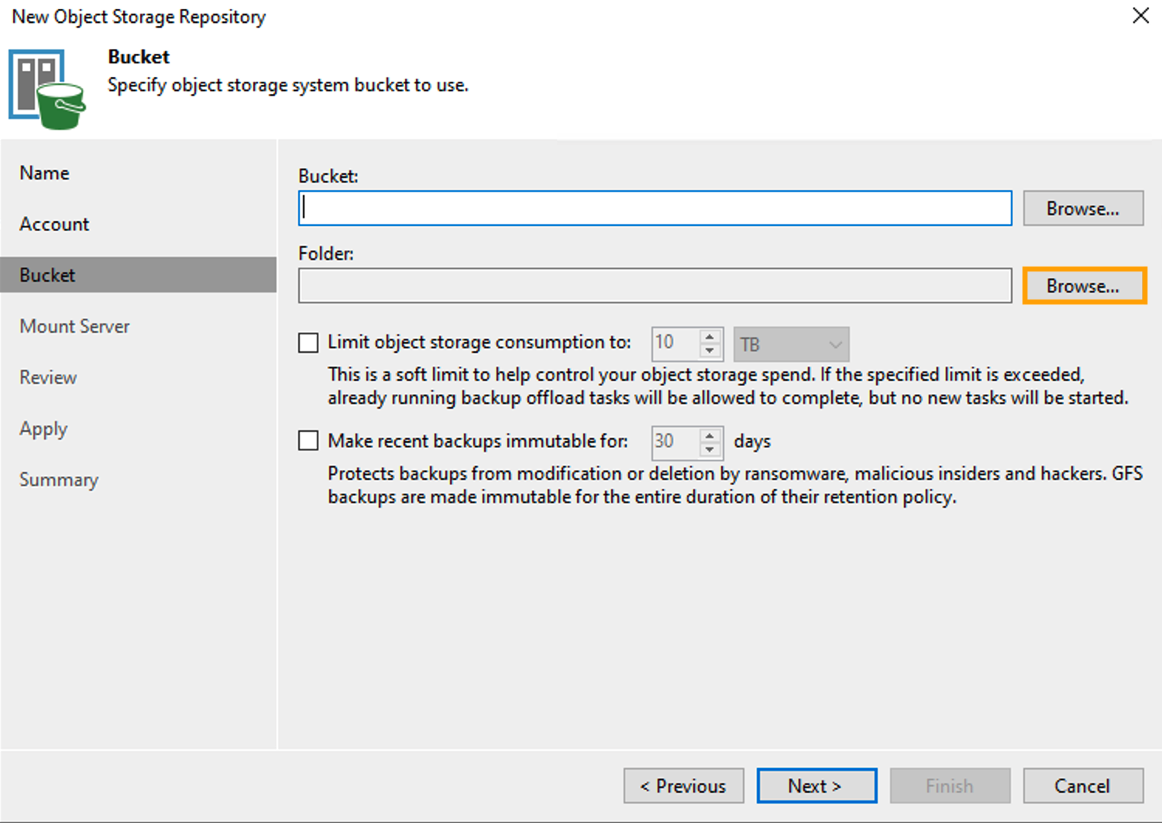 New Object Storage Repository
Bucket
Specify object storage system bucket to use.
Name
Account
Bucket
Mount Server
Review
Apply
Summary
Bucket:
Browse...
Folder:
Browse...
Limit object storage consumption to: 10 TB
This is a soft limit to help control your object storage spend. If the specified limit is exceeded,
already running backup offload tasks will be allowed to complete, but no new tasks will be started.
Make recent backups immutable for: 30 days
Protects backups from modification or deletion by ransomware, malicious insiders and hackers. GFS
backups are made immutable for the entire duration of their retention policy.
< Previous Next > Finish Cancel